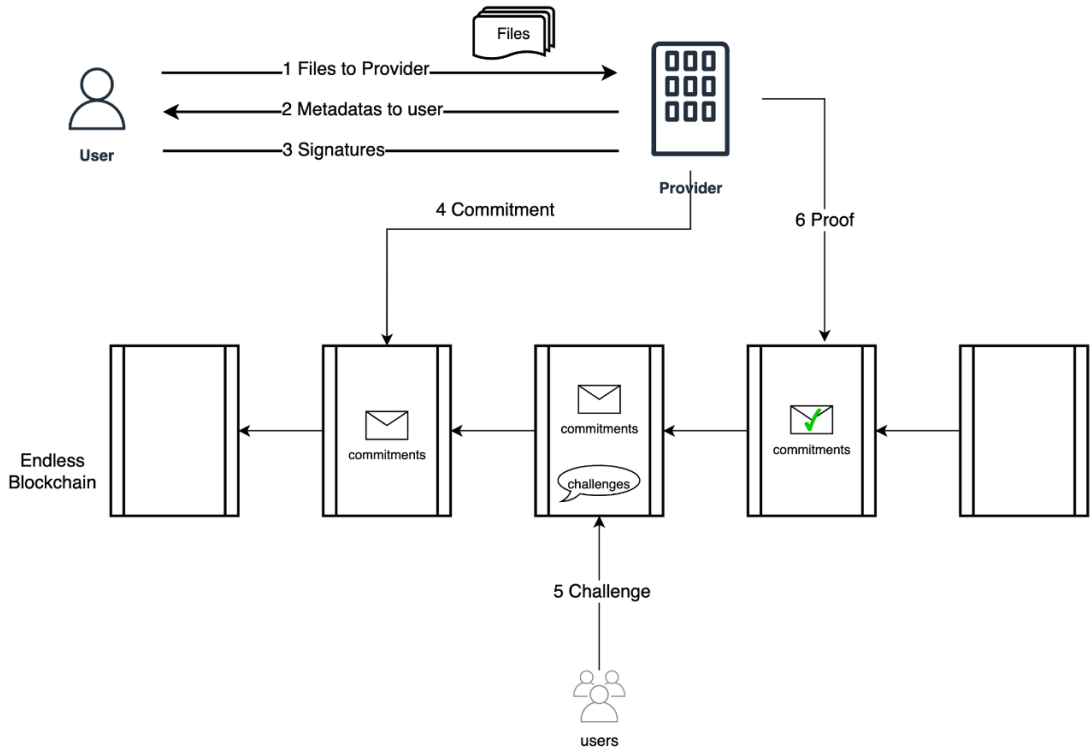 Files
1 Files to Provider
2 Metadatas to user
3 Signatures
User
Provider
4 Commitment
6 Proof
commitments
commitments
challenges
commitments
Endless
Blockchain
5 Challenge
users